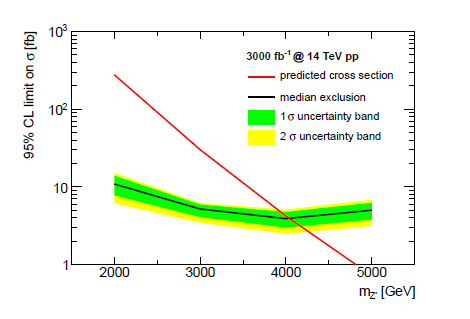 95% CL limit on σ [fb]
10³
10²
10
1
3000 fb⁻¹ @ 14 TeV pp
predicted cross section
median exclusion
1 σ uncertainty band
2 σ uncertainty band
2000 3000 4000 5000
m_Z' [GeV]